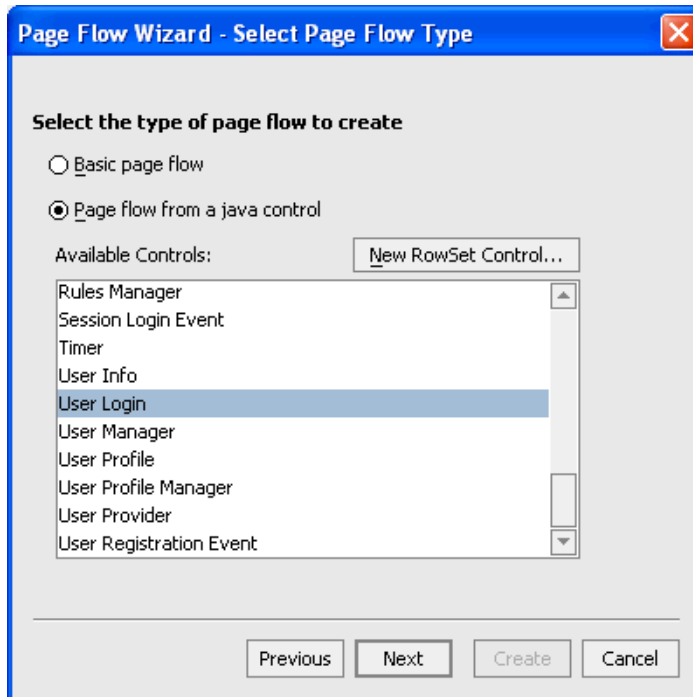 Page Flow Wizard - Select Page Flow Type
Select the type of page flow to create
Basic page flow
Page flow from a java control
Available Controls: New RowSet Control...
Rules Manager
Session Login Event
Timer
User Info
User Login
User Manager
User Profile
User Profile Manager
User Provider
User Registration Event
Previous Next Create Cancel